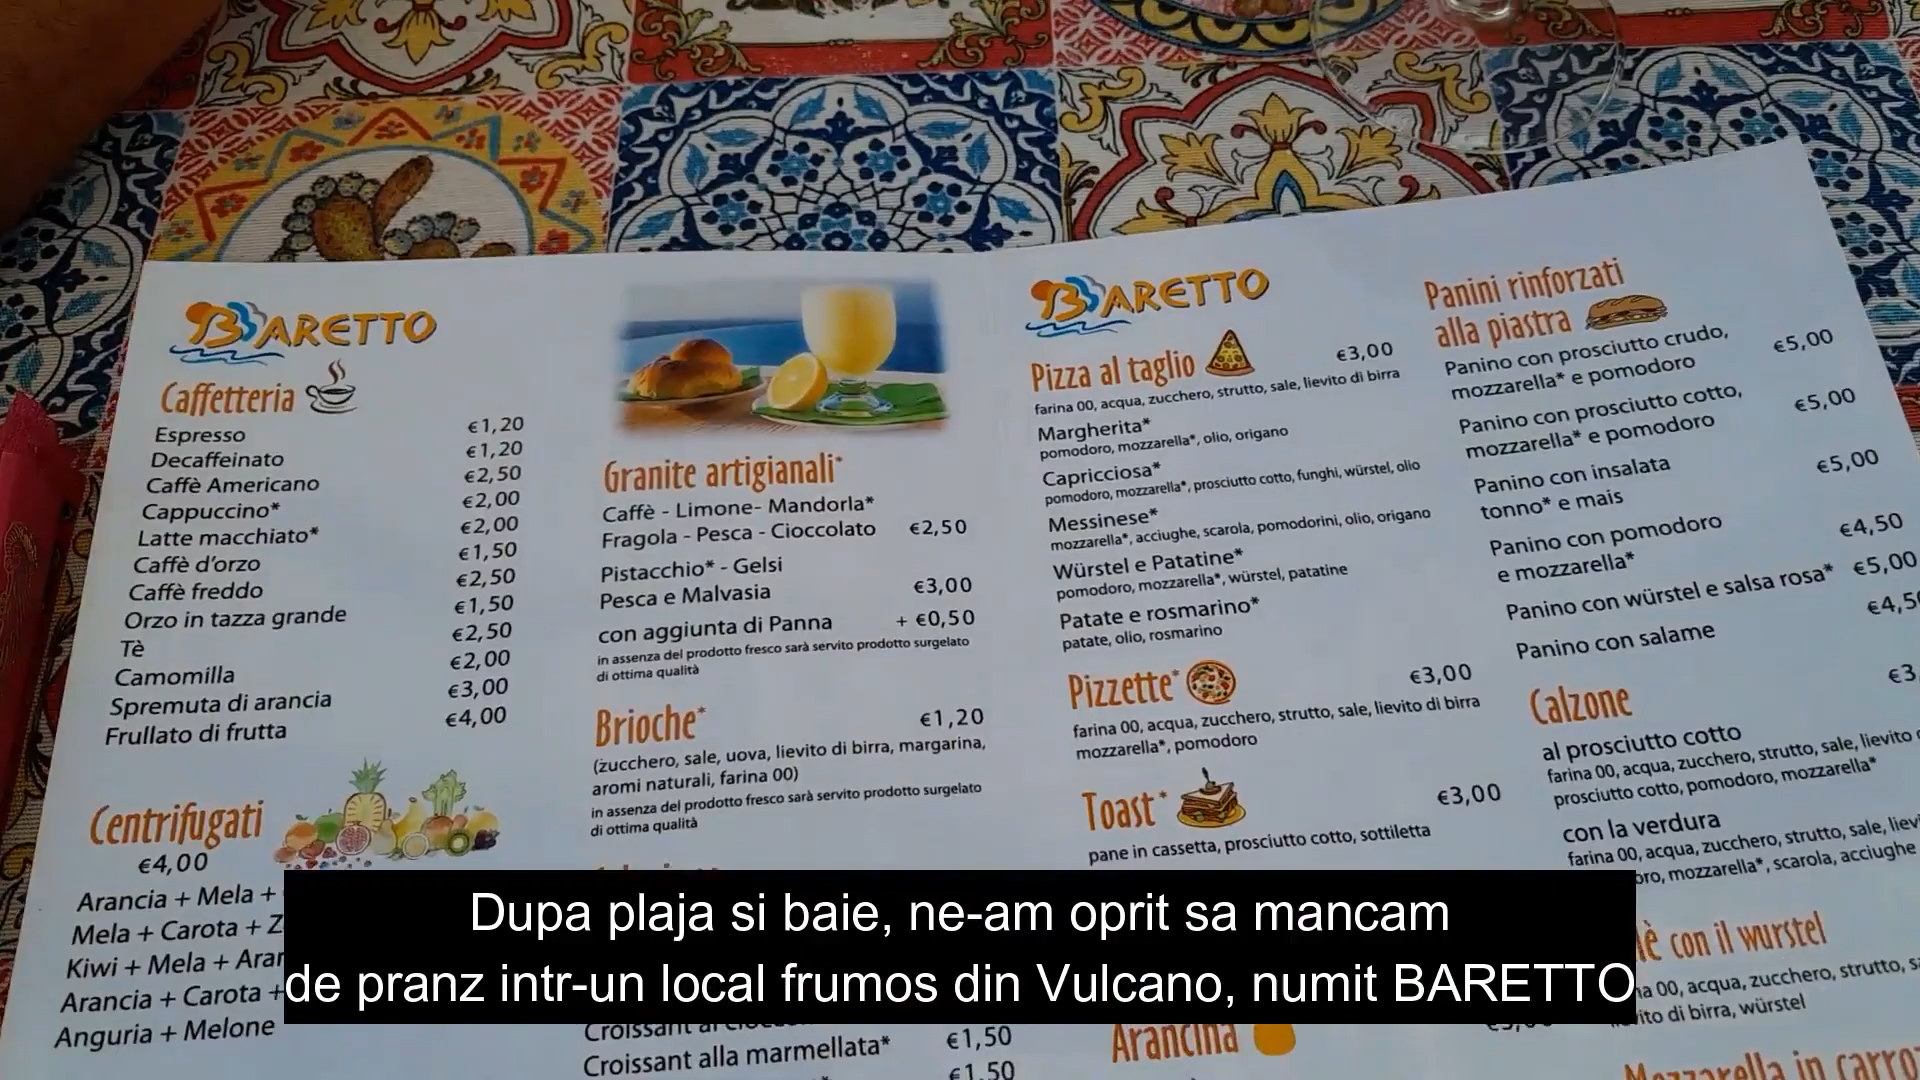 BARETTO
Caffetteria
Espresso €1,20
Decaffeinato €1,20
Caffè Americano €2,50
Cappuccino* €2,00
Latte macchiato* €2,00
Caffè d'orzo €1,50
Caffè freddo €2,50
Orzo in tazza grande €1,50
Tè €2,50
Camomilla €2,00
Spremuta di arancia €3,00
Frullato di frutta €4,00
Centrifugati
€4,00
Arancia + Mela +
Mela + Carota +
Kiwi + Mela +
Arancia + Carota +
Anguria + Melone
Granite artigianali*
Caffè - Limone- Mandorla*
Fragola - Pesca - Cioccolato €2,50
Pistacchio* - Gelsi
Pesca e Malvasia €3,00
con aggiunta di Panna + €0,50
in assenza del prodotto fresco sarà servito prodotto surgelato
di ottima qualità
Brioche* €1,20
(zucchero, sale, uova, lievito di birra, margarina,
aromi naturali, farina 00)
in assenza del prodotto fresco sarà servito prodotto surgelato
di ottima qualità
Croissant
Croissant alla marmellata* €1,50
€1,50
BARETTO
Pizza al taglio €3,00
farina 00, acqua, zucchero, strutto, sale, lievito di birra
Margherita*
pomodoro, mozzarella*, olio, origano
Capricciosa*
pomodoro, mozzarella*, prosciutto cotto, funghi, würstel, olio
Messinese*
mozzarella*, acciughe, scarola, pomodorini, olio, origano
Würstel e Patatine*
pomodoro, mozzarella*, würstel, patatine
Patate e rosmarino*
patate, olio, rosmarino
Pizzette* €3,00
farina 00, acqua, zucchero, strutto, sale, lievito di birra
mozzarella*, pomodoro
Toast* €3,00
pane in cassetta, prosciutto cotto, sottiletta
Arancina
Panini rinforzati
alla piastra
Panino con prosciutto crudo,
mozzarella* e pomodoro €5,00
Panino con prosciutto cotto,
mozzarella* e pomodoro €5,00
Panino con insalata
tonno* e mais €5,00
Panino con pomodoro
e mozzarella* €4,50
Panino con würstel e salsa rosa* €5,00
Panino con salame
Calzone
al prosciutto cotto
farina 00, acqua, zucchero, strutto, sale, lievito
prosciutto cotto, pomodoro, mozzarella*
con la verdura
farina 00, acqua, zucchero, strutto, sale,
mozzarella*, scarola, acciughe
con il wurstel
00, acqua, zucchero, strutto,
di birra, würstel
Mozzarella in
Dupa plaja si baie, ne-am oprit sa mancam
de pranz intr-un local frumos din Vulcano, numit BARETTO